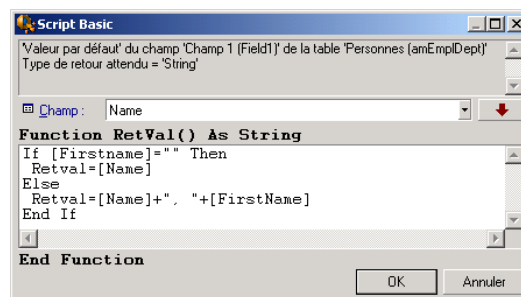 Script Basic
'Valeur par défaut' du champ 'Champ 1 (Field1)' de la table 'Personnes (amEmplDept)'
Type de retour attendu = 'String'
Champ :
Name
Function RetVal() As String
If [Firstname]="" Then
Retval=[Name]
Else
Retval=[Name]+", "+[FirstName]
End If
End Function
OK
Annuler